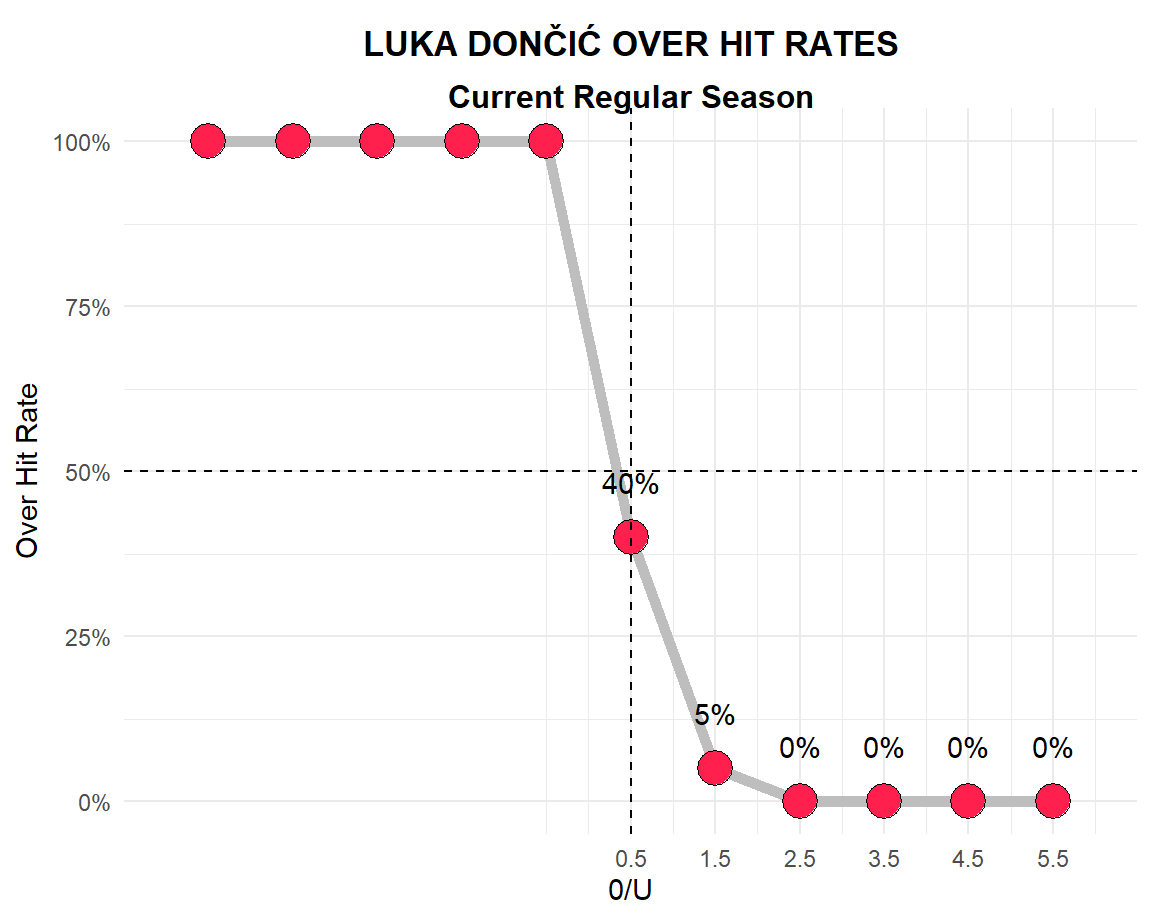 LUKA DONČIĆ OVER HIT RATES
Current Regular Season
Over Hit Rate
100%
75%
50%
25%
0%
40%
5%
0%
0%
0%
0%
0.5 1.5 2.5 3.5 4.5 5.5
0/U